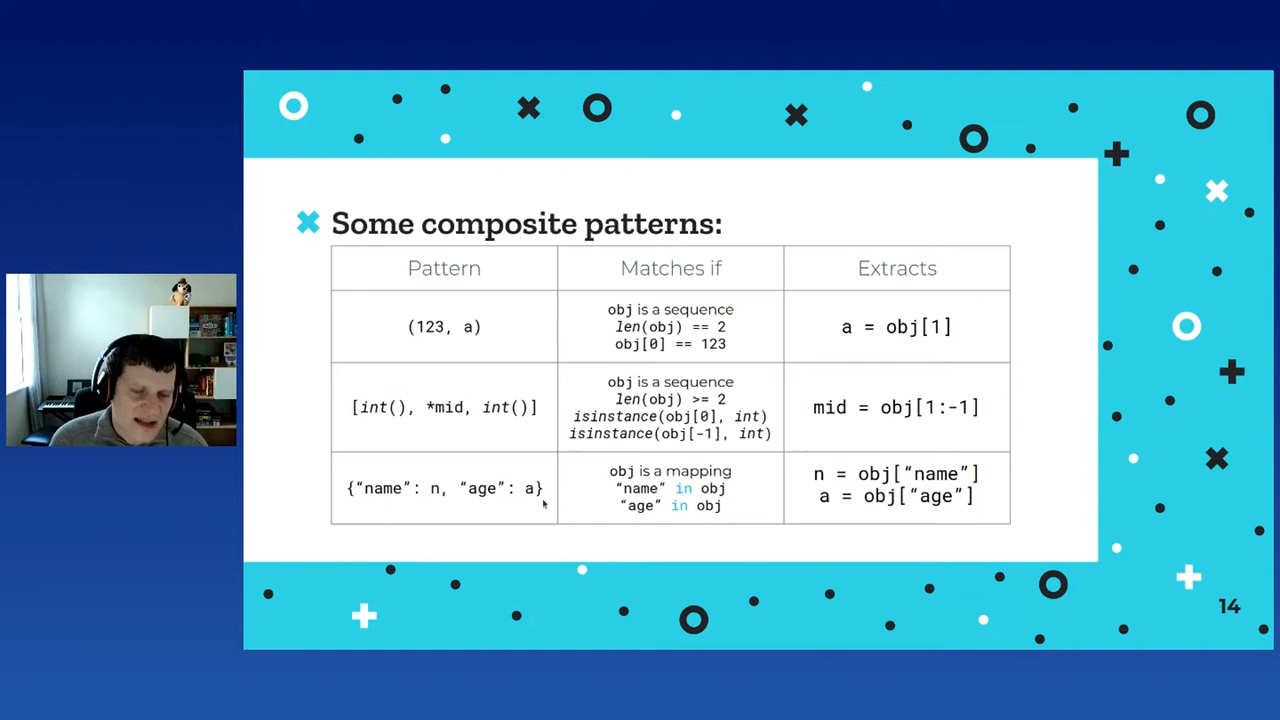 Some composite patterns:
Pattern
Matches if
Extracts
(123, a)
obj is a sequence
len(obj) == 2
obj[0] == 123
a = obj[1]
[int(), *mid, int()]
obj is a sequence
len(obj) >= 2
isinstance(obj[0], int)
isinstance(obj[-1], int)
mid = obj[1:-1]
{“name”: n, “age”: a}
obj is a mapping
“name” in obj
“age” in obj
n = obj[“name”]
a = obj[“age”]
14